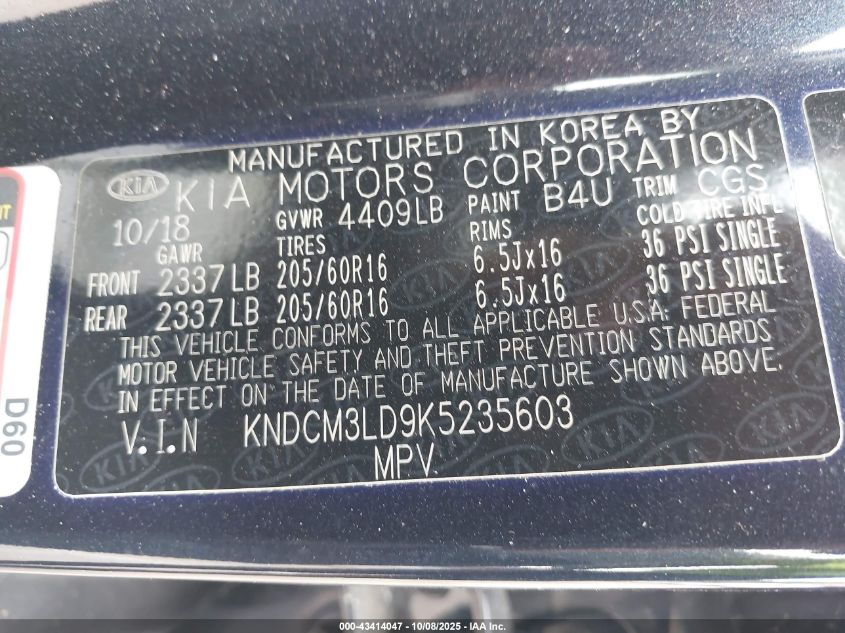 MANUFACTURED IN KOREA BY
KIA KIA MOTORS CORPORATION
10/18 GVWR 4409LB PAINT B4U TRIM CGS
GAWR TIRES RIMS COLD TIRE INFL
FRONT 2337LB 205/60R16 6.5Jx16 36 PSI SINGLE
REAR 2337LB 205/60R16 6.5Jx16 36 PSI SINGLE
THIS VEHICLE CONFORMS TO ALL APPLICABLE U.S.A. FEDERAL
MOTOR VEHICLE SAFETY AND THEFT PREVENTION STANDARDS
IN EFFECT ON THE DATE OF MANUFACTURE SHOWN ABOVE.
V.I.N KNDCM3LD9K5235603
MPV
D60
000-43414047 | 10/08/2025 | IAA Inc.